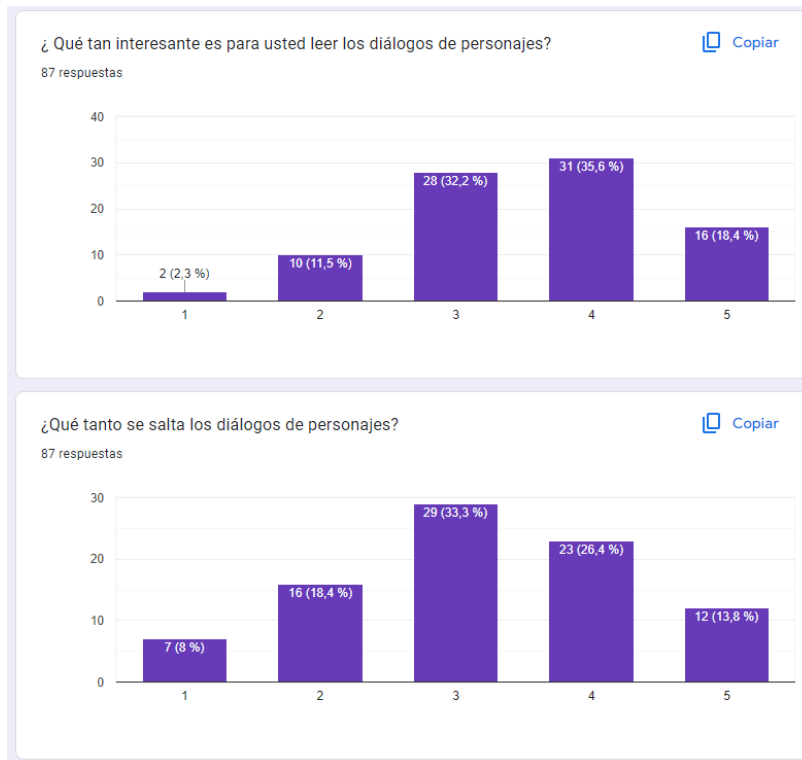 ¿ Qué tan interesante es para usted leer los diálogos de personajes?
Copiar
87 respuestas
40
30
20
10
0
2 (2,3 %)
10 (11,5 %)
28 (32,2 %)
31 (35,6 %)
16 (18,4 %)
1 2 3 4 5
¿Qué tanto se salta los diálogos de personajes?
Copiar
87 respuestas
30
20
10
0
7 (8 %)
16 (18,4 %)
29 (33,3 %)
23 (26,4 %)
12 (13,8 %)
1 2 3 4 5